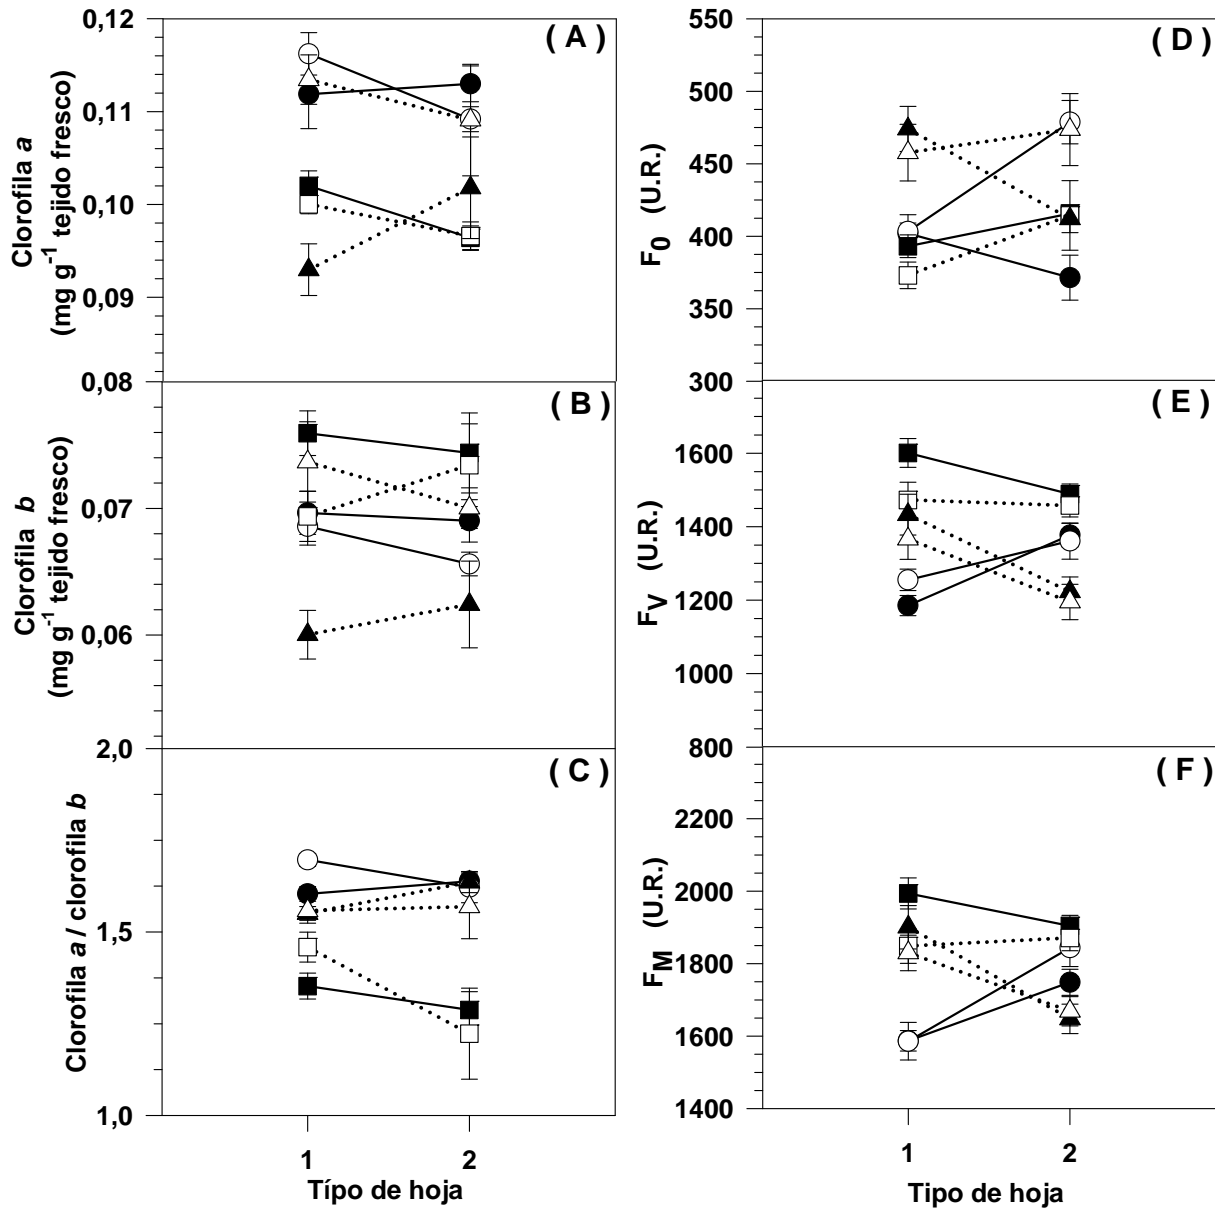 ( A )
0,12
0,11
0,10
0,09
0,08
Clorofila a
(mg g⁻¹ tejido fresco)
( B )
0,07
0,06
Clorofila b
(mg g⁻¹ tejido fresco)
2,0
( C )
1,5
1,0
Clorofila a / clorofila b
1 2
Típo de hoja
( D )
550
500
450
400
350
300
F0 (U.R.)
( E )
1600
1400
1200
1000
800
FV (U.R.)
( F )
2200
2000
1800
1600
1400
FM (U.R.)
1 2
Tipo de hoja